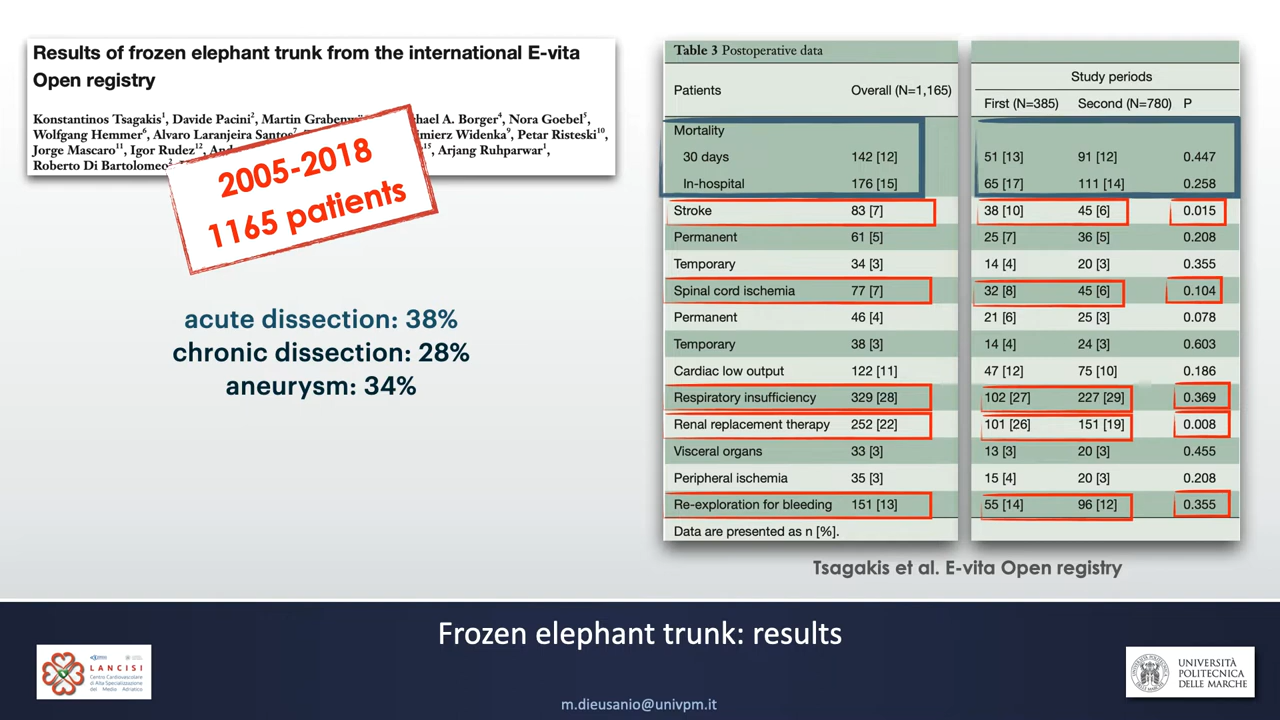 Results of frozen elephant trunk from the international E-vita
Open registry
Konstantinos Tsagakis¹, Davide Pacini², Martin Michael A. Borger⁴, Nora Goebel⁵,
Wolfgang Hemmer⁶, Alvaro Laranjeira Santos⁷, Widenka⁹, Petar Risteski¹⁰,
Jorge Mascaro¹¹, Igor Rudez¹², ¹⁵, Arjang Ruhparwar¹,
Roberto Di Bartolomeo²
2005-2018
1165 patients
acute dissection: 38%
chronic dissection: 28%
aneurysm: 34%
Table 3 Postoperative data
Study periods
Patients Overall (N=1,165) First (N=385) Second (N=780) P
Mortality
30 days 142 [12] 51 [13] 91 [12] 0.447
In-hospital 176 [15] 65 [17] 111 [14] 0.258
Stroke 83 [7] 38 [10] 45 [6] 0.015
Permanent 61 [5] 25 [7] 36 [5] 0.208
Temporary 34 [3] 14 [4] 20 [3] 0.355
Spinal cord ischemia 77 [7] 32 [8] 45 [6] 0.104
Permanent 46 [4] 21 [6] 25 [3] 0.078
Temporary 38 [3] 14 [4] 24 [3] 0.603
Cardiac low output 122 [11] 47 [12] 75 [10] 0.186
Respiratory insufficiency 329 [28] 102 [27] 227 [29] 0.369
Renal replacement therapy 252 [22] 101 [26] 151 [19] 0.008
Visceral organs 33 [3] 13 [3] 20 [3] 0.455
Peripheral ischemia 35 [3] 15 [4] 20 [3] 0.208
Re-exploration for bleeding 151 [13] 55 [14] 96 [12] 0.355
Data are presented as n [%].
Tsagakis et al. E-vita Open registry
Frozen elephant trunk: results
LANCISI
Centro Cardiovascolare
di Alta Specializzazione
del Medio Adriatico
m.dieusanio@univpm.it
UNIVERSITÀ
POLITECNICA
DELLE MARCHE